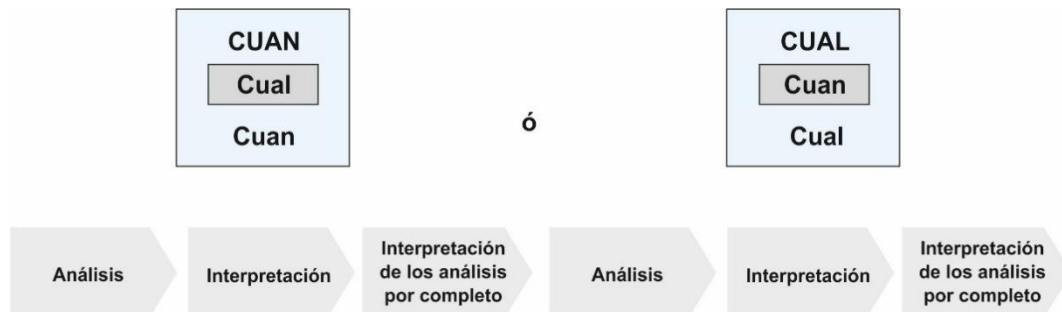 CUAN
Cual
Cuan
ó
CUAL
Cuan
Cual
Análisis
Interpretación
Interpretación
de los análisis
por completo
Análisis
Interpretación
Interpretación
de los análisis
por completo